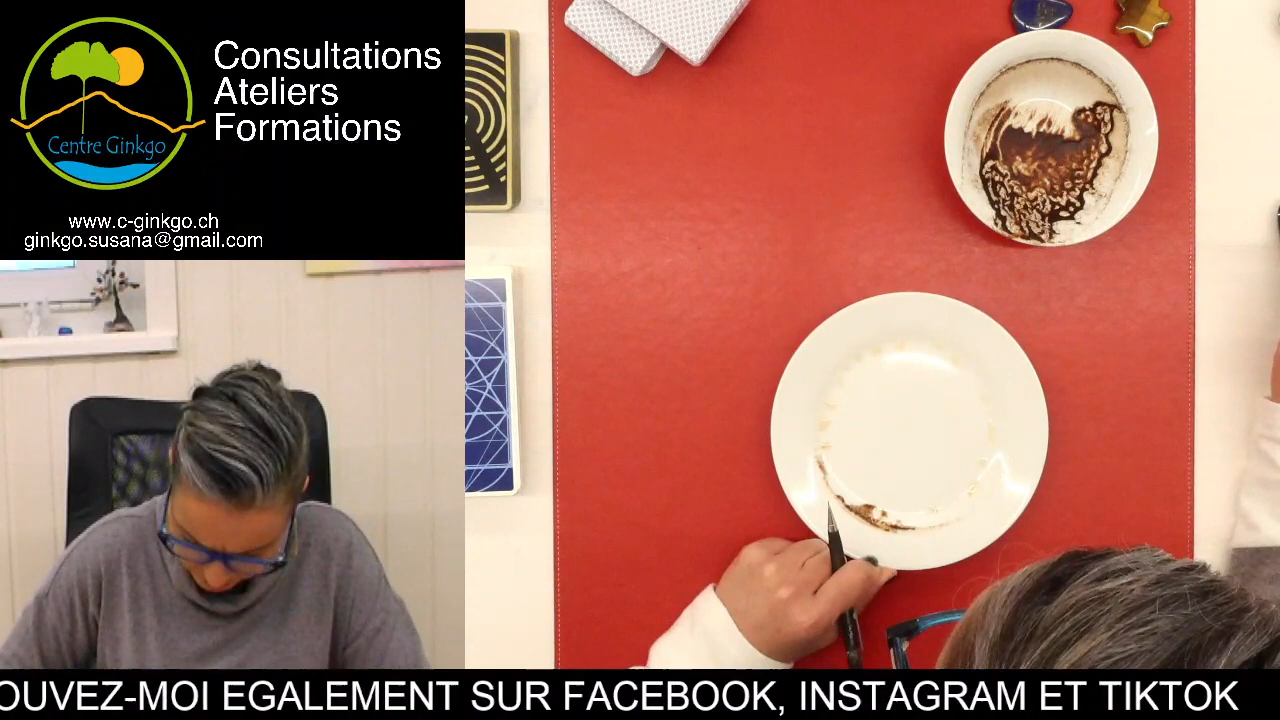 Consultations
Ateliers
Formations
Centre Ginkgo
www.c-ginkgo.ch
ginkgo.susana@gmail.com
OUVEZ-MOI EGALEMENT SUR FACEBOOK, INSTAGRAM ET TIKTOK